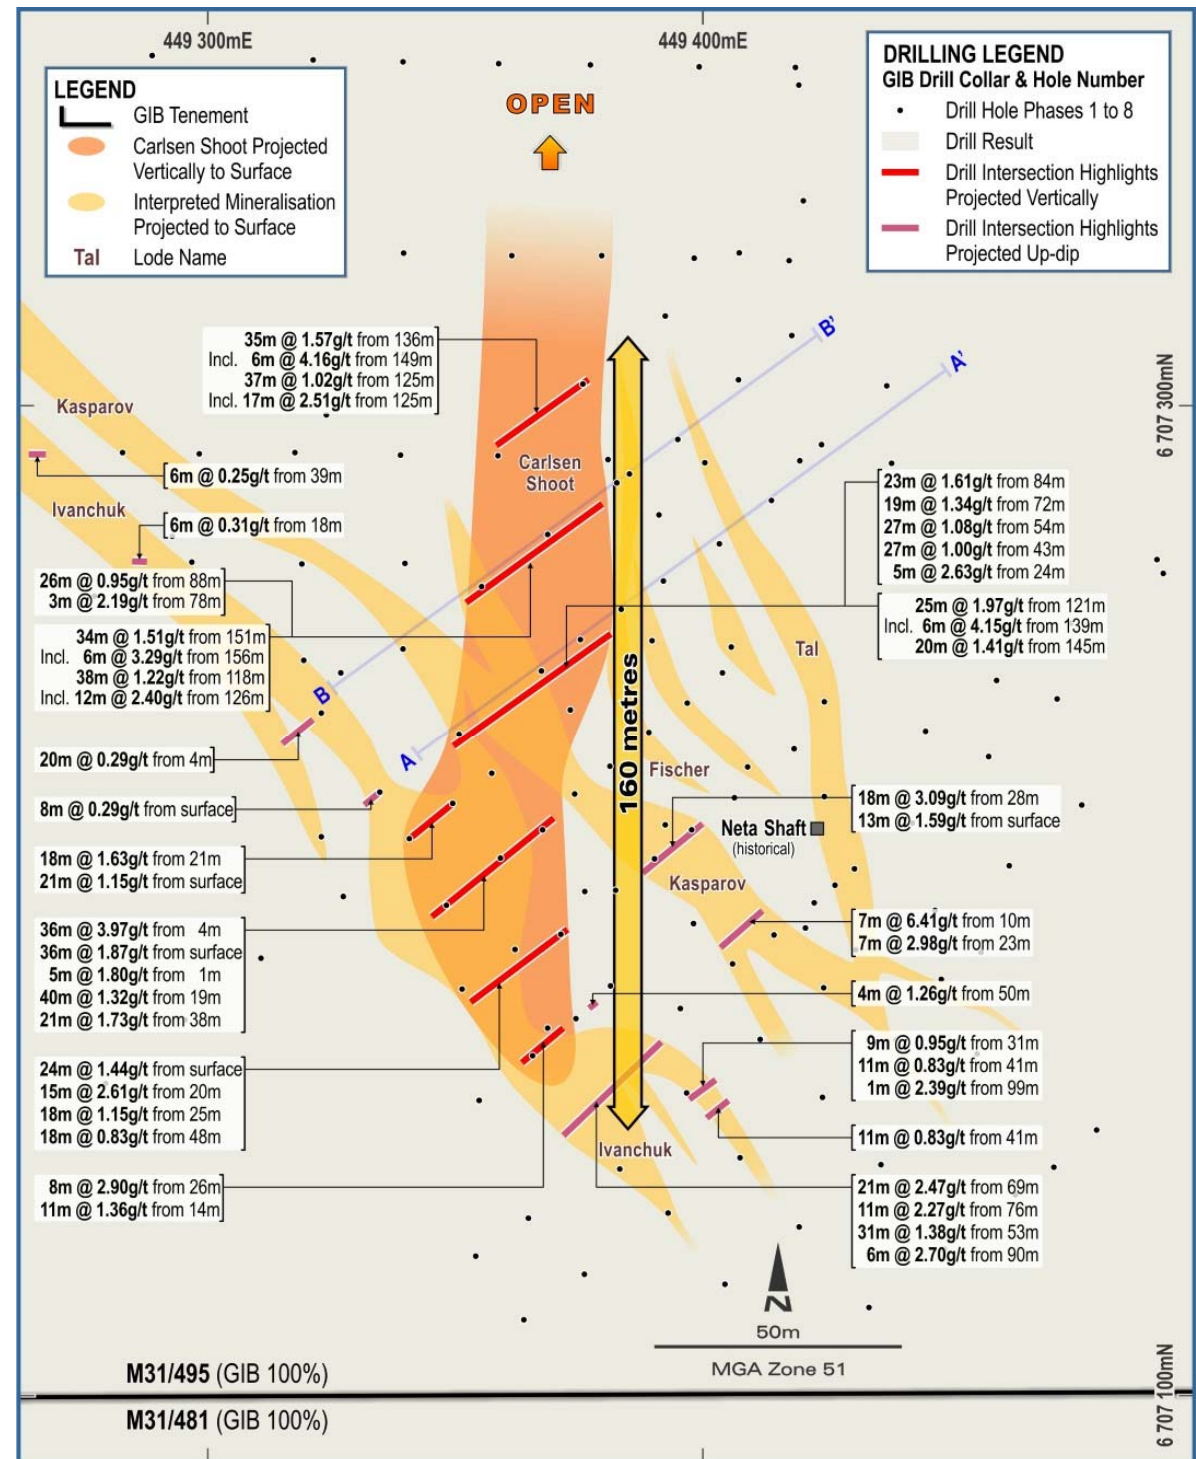 449 300mE
449 400mE
LEGEND
GIB Tenement
Carlsen Shoot Projected
Vertically to Surface
Interpreted Mineralisation
Projected to Surface
Tal
Lode Name
OPEN
DRILLING LEGEND
GIB Drill Collar & Hole Number
Drill Hole Phases 1 to 8
Drill Result
Drill Intersection Highlights
Projected Vertically
Drill Intersection Highlights
Projected Up-dip
35m @ 1.57g/t from 136m
Incl. 6m @ 4.16g/t from 149m
37m @ 1.02g/t from 125m
Incl. 17m @ 2.51g/t from 125m
B'
A'
6 707 300mN
Kasparov
Carlsen
Shoot
6m @ 0.25g/t from 39m
Ivanchuk
6m @ 0.31g/t from 18m
23m @ 1.61g/t from 84m
19m @ 1.34g/t from 72m
27m @ 1.08g/t from 54m
27m @ 1.00g/t from 43m
5m @ 2.63g/t from 24m
26m @ 0.95g/t from 88m
3m @ 2.19g/t from 78m
25m @ 1.97g/t from 121m
Incl. 6m @ 4.15g/t from 139m
20m @ 1.41g/t from 145m
34m @ 1.51g/t from 151m
Incl. 6m @ 3.29g/t from 156m
38m @ 1.22g/t from 118m
Incl. 12m @ 2.40g/t from 126m
Tal
B
A
160 metres
20m @ 0.29g/t from 4m
Fischer
8m @ 0.29g/t from surface
18m @ 3.09g/t from 28m
13m @ 1.59g/t from surface
Neta Shaft
(historical)
18m @ 1.63g/t from 21m
21m @ 1.15g/t from surface
Kasparov
7m @ 6.41g/t from 10m
7m @ 2.98g/t from 23m
36m @ 3.97g/t from 4m
36m @ 1.87g/t from surface
5m @ 1.80g/t from 1m
40m @ 1.32g/t from 19m
21m @ 1.73g/t from 38m
4m @ 1.26g/t from 50m
9m @ 0.95g/t from 31m
11m @ 0.83g/t from 41m
1m @ 2.39g/t from 99m
24m @ 1.44g/t from surface
15m @ 2.61g/t from 20m
18m @ 1.15g/t from 25m
18m @ 0.83g/t from 48m
11m @ 0.83g/t from 41m
Ivanchuk
8m @ 2.90g/t from 26m
11m @ 1.36g/t from 14m
21m @ 2.47g/t from 69m
11m @ 2.27g/t from 76m
31m @ 1.38g/t from 53m
6m @ 2.70g/t from 90m
N
50m
MGA Zone 51
M31/495 (GIB 100%)
M31/481 (GIB 100%)
6 707 100mN